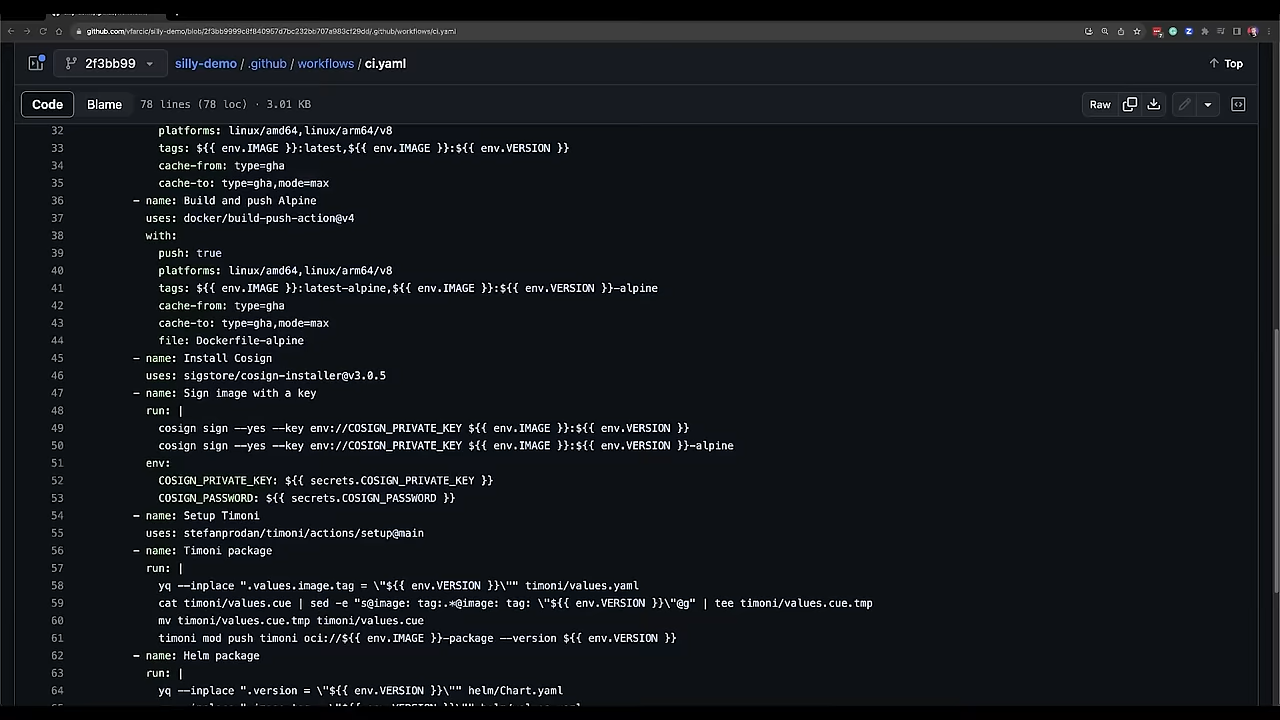 github.com/vfarcic/silly-demo/blob/2f3bb9999c8f840957d7bc232bb707a983cf29dd/.github/workflows/ci.yaml
2f3bb99
silly-demo / .github / workflows / ci.yaml
Top
Code
Blame
78 lines (78 loc) · 3.01 KB
Raw
32 platforms: linux/amd64,linux/arm64/v8
33 tags: ${{ env.IMAGE }}:latest,${{ env.IMAGE }}:${{ env.VERSION }}
34 cache-from: type=gha
35 cache-to: type=gha,mode=max
36 - name: Build and push Alpine
37 uses: docker/build-push-action@v4
38 with:
39 push: true
40 platforms: linux/amd64,linux/arm64/v8
41 tags: ${{ env.IMAGE }}:latest-alpine,${{ env.IMAGE }}:${{ env.VERSION }}-alpine
42 cache-from: type=gha
43 cache-to: type=gha,mode=max
44 file: Dockerfile-alpine
45 - name: Install Cosign
46 uses: sigstore/cosign-installer@v3.0.5
47 - name: Sign image with a key
48 run: |
49 cosign sign --yes --key env://COSIGN_PRIVATE_KEY ${{ env.IMAGE }}:${{ env.VERSION }}
50 cosign sign --yes --key env://COSIGN_PRIVATE_KEY ${{ env.IMAGE }}:${{ env.VERSION }}-alpine
51 env:
52 COSIGN_PRIVATE_KEY: ${{ secrets.COSIGN_PRIVATE_KEY }}
53 COSIGN_PASSWORD: ${{ secrets.COSIGN_PASSWORD }}
54 - name: Setup Timoni
55 uses: stefanprodan/timoni/actions/setup@main
56 - name: Timoni package
57 run: |
58 yq --inplace ".values.image.tag = \"${{ env.VERSION }}\"" timoni/values.yaml
59 cat timoni/values.cue | sed -e "s@image: tag:.*@image: tag: \"${{ env.VERSION }}\"@g" | tee timoni/values.cue.tmp
60 mv timoni/values.cue.tmp timoni/values.cue
61 timoni mod push timoni oci://${{ env.IMAGE }}-package --version ${{ env.VERSION }}
62 - name: Helm package
63 run: |
64 yq --inplace ".version = \"${{ env.VERSION }}\"" helm/Chart.yaml